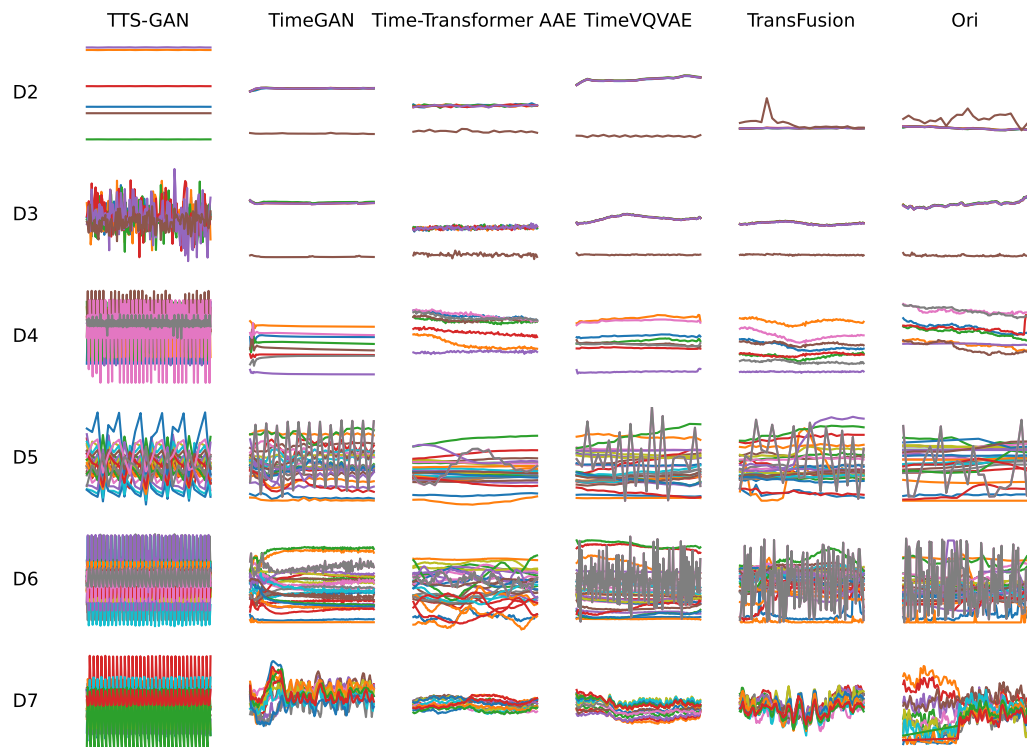 TTS-GAN TimeGAN Time-Transformer AAE TimeVQVAE TransFusion Ori
D2
D3
D4
D5
D6
D7